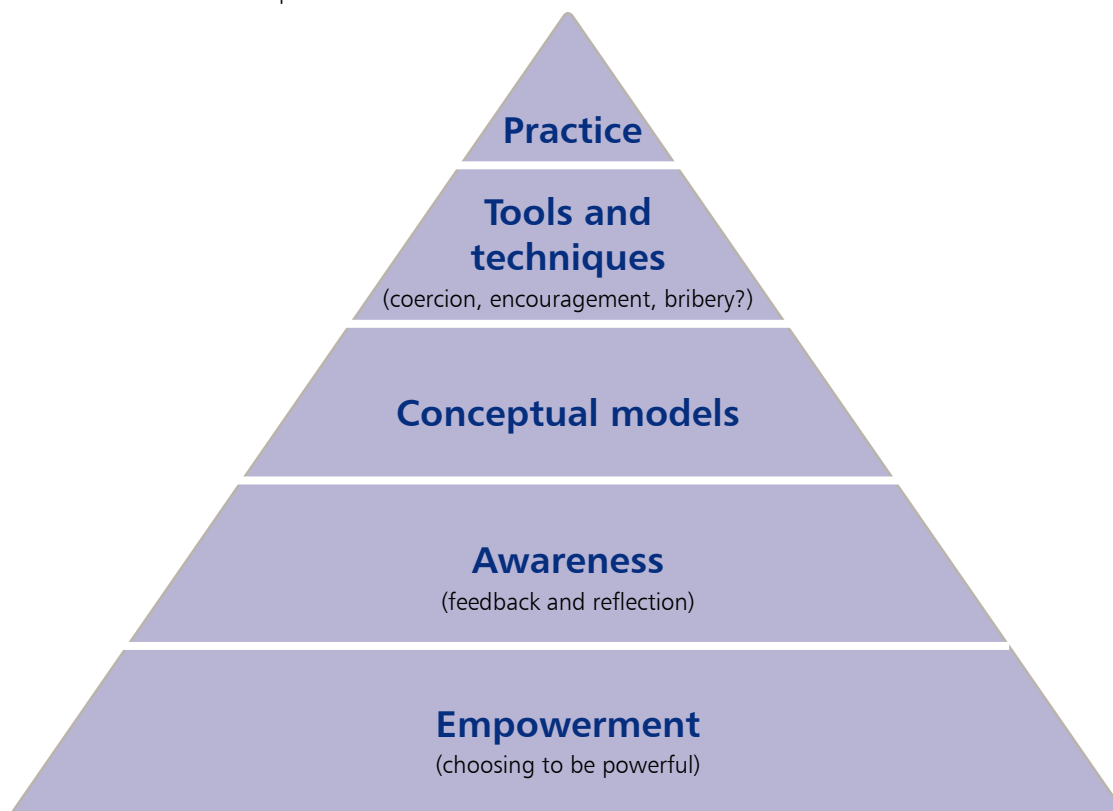 Practice
Tools and
techniques
(coercion, encouragement, bribery?)
Conceptual models
Awareness
(feedback and reflection)
Empowerment
(choosing to be powerful)